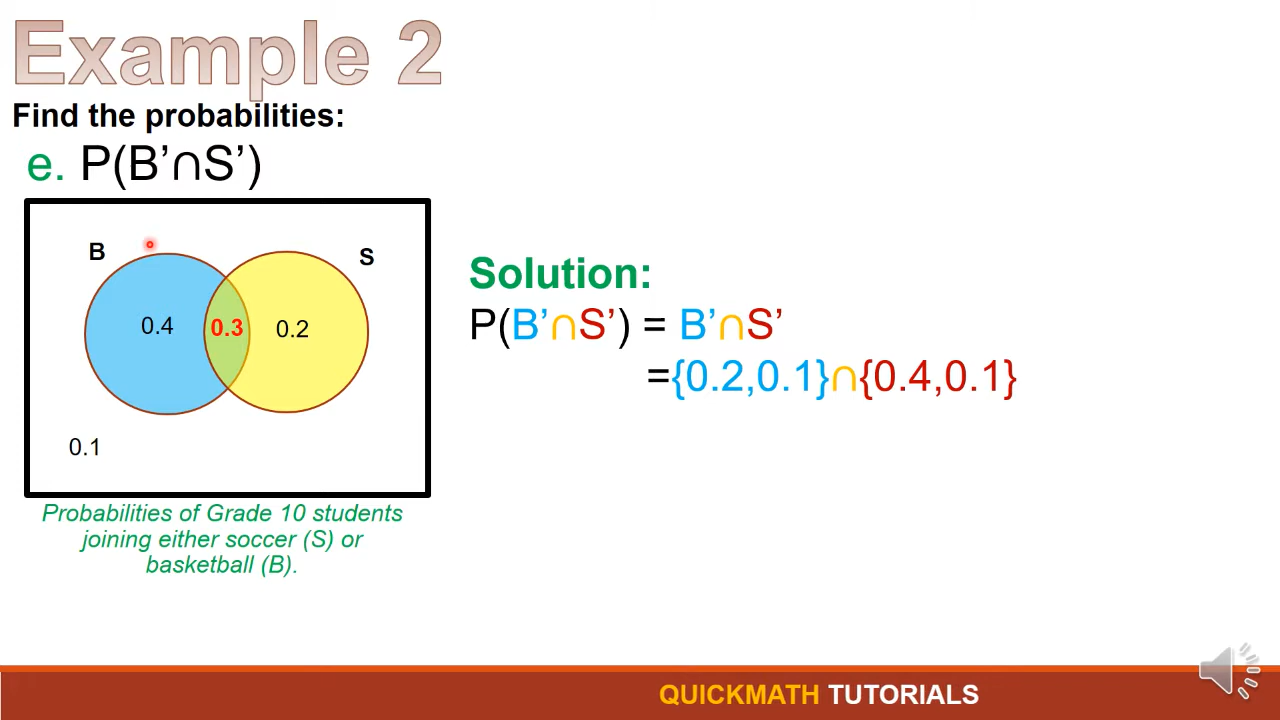 Example 2
Find the probabilities:
e. P(B’∩S’)
B
S
0.4
0.3
0.2
0.1
Probabilities of Grade 10 students
joining either soccer (S) or
basketball (B).
Solution:
P(B’∩S’) = B’∩S’
={0.2,0.1}∩{0.4,0.1}
QUICKMATH TUTORIALS